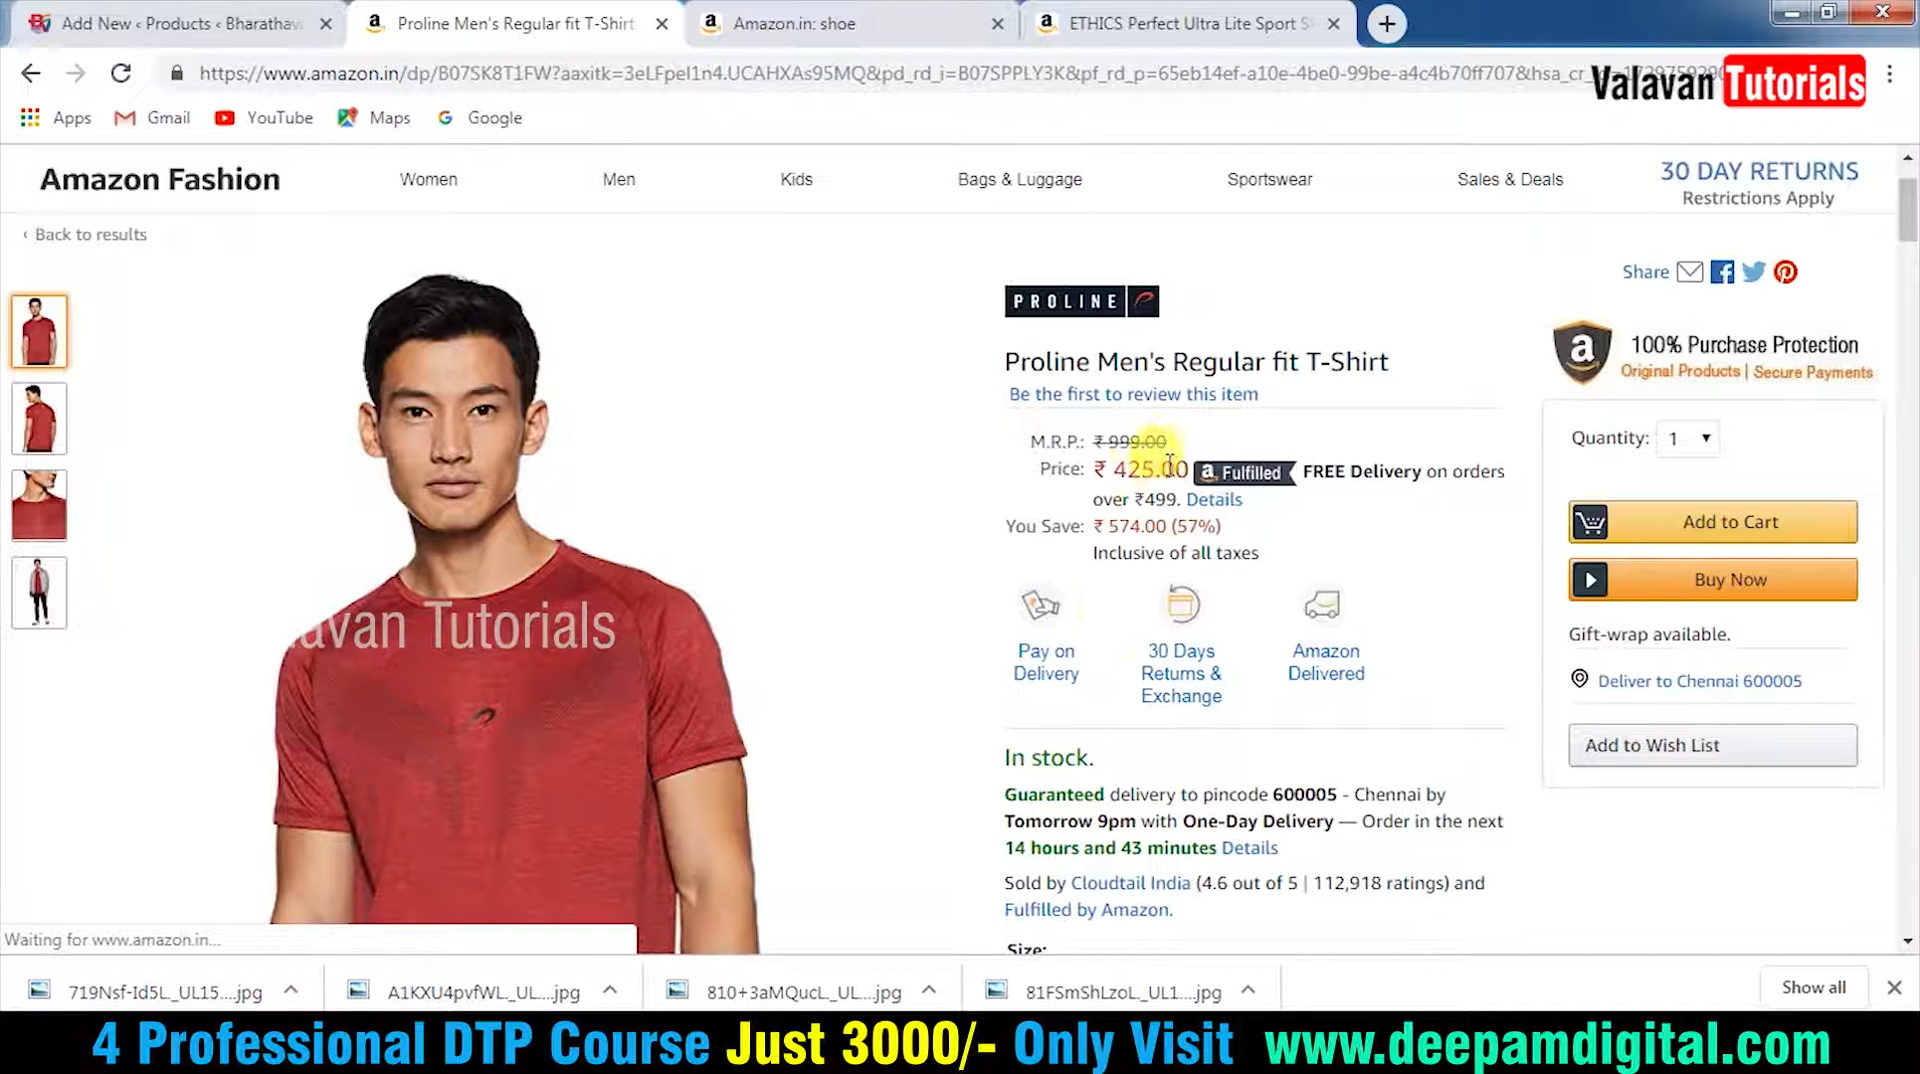 Add New ‹ Products ‹ Bharathav
Proline Men's Regular fit T-Shirt
Amazon.in: shoe
ETHICS Perfect Ultra Lite Sport S
https://www.amazon.in/dp/B07SK8T1FW?aaxitk=3eLFpel1n4.UCAHXAs95MQ&pd_rd_i=B07SPPLY3K&pf_rd_p=65eb14ef-a10e-4be0-99be-a4c4b70ff707&hsa_cr_
Valavan Tutorials
Apps Gmail YouTube Maps Google
Amazon Fashion Women Men Kids Bags & Luggage Sportswear Sales & Deals
30 DAY RETURNS
Restrictions Apply
‹ Back to results
Share
PROLINE
100% Purchase Protection
Original Products | Secure Payments
Proline Men's Regular fit T-Shirt
Be the first to review this item
M.R.P.: ₹ 999.00
Price: ₹ 425.00 a Fulfilled FREE Delivery on orders
over ₹499. Details
You Save: ₹ 574.00 (57%)
Inclusive of all taxes
Quantity: 1
Add to Cart
Buy Now
Gift-wrap available.
Deliver to Chennai 600005
Add to Wish List
Pay on
Delivery
30 Days
Returns &
Exchange
Amazon
Delivered
avan Tutorials
In stock.
Guaranteed delivery to pincode 600005 - Chennai by
Tomorrow 9pm with One-Day Delivery — Order in the next
14 hours and 43 minutes Details
Sold by Cloudtail India (4.6 out of 5 | 112,918 ratings) and
Fulfilled by Amazon.
Size:
Waiting for www.amazon.in...
719Nsf-Id5L_UL15....jpg
A1KXU4pvfWL_UL...jpg
810+3aMQucL_UL...jpg
81FSmShLzoL_UL1....jpg
Show all
4 Professional DTP Course Just 3000/- Only Visit www.deepamdigital.com